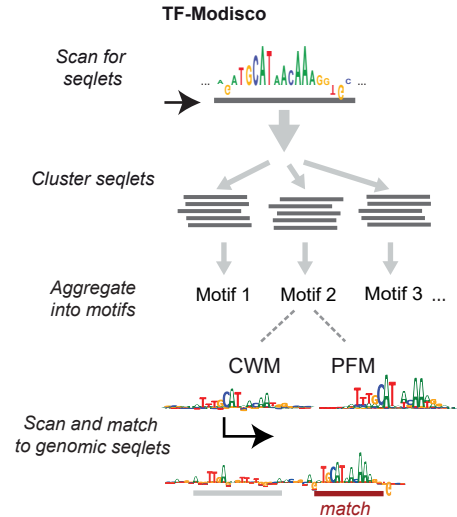 TF-Modisco
Scan for
seqlets
... A G A T G C A T A A C A A A G G T G C ...
Cluster seqlets
Aggregate
into motifs
Motif 1 Motif 2 Motif 3 ...
CWM PFM
Scan and match
to genomic seqlets
match